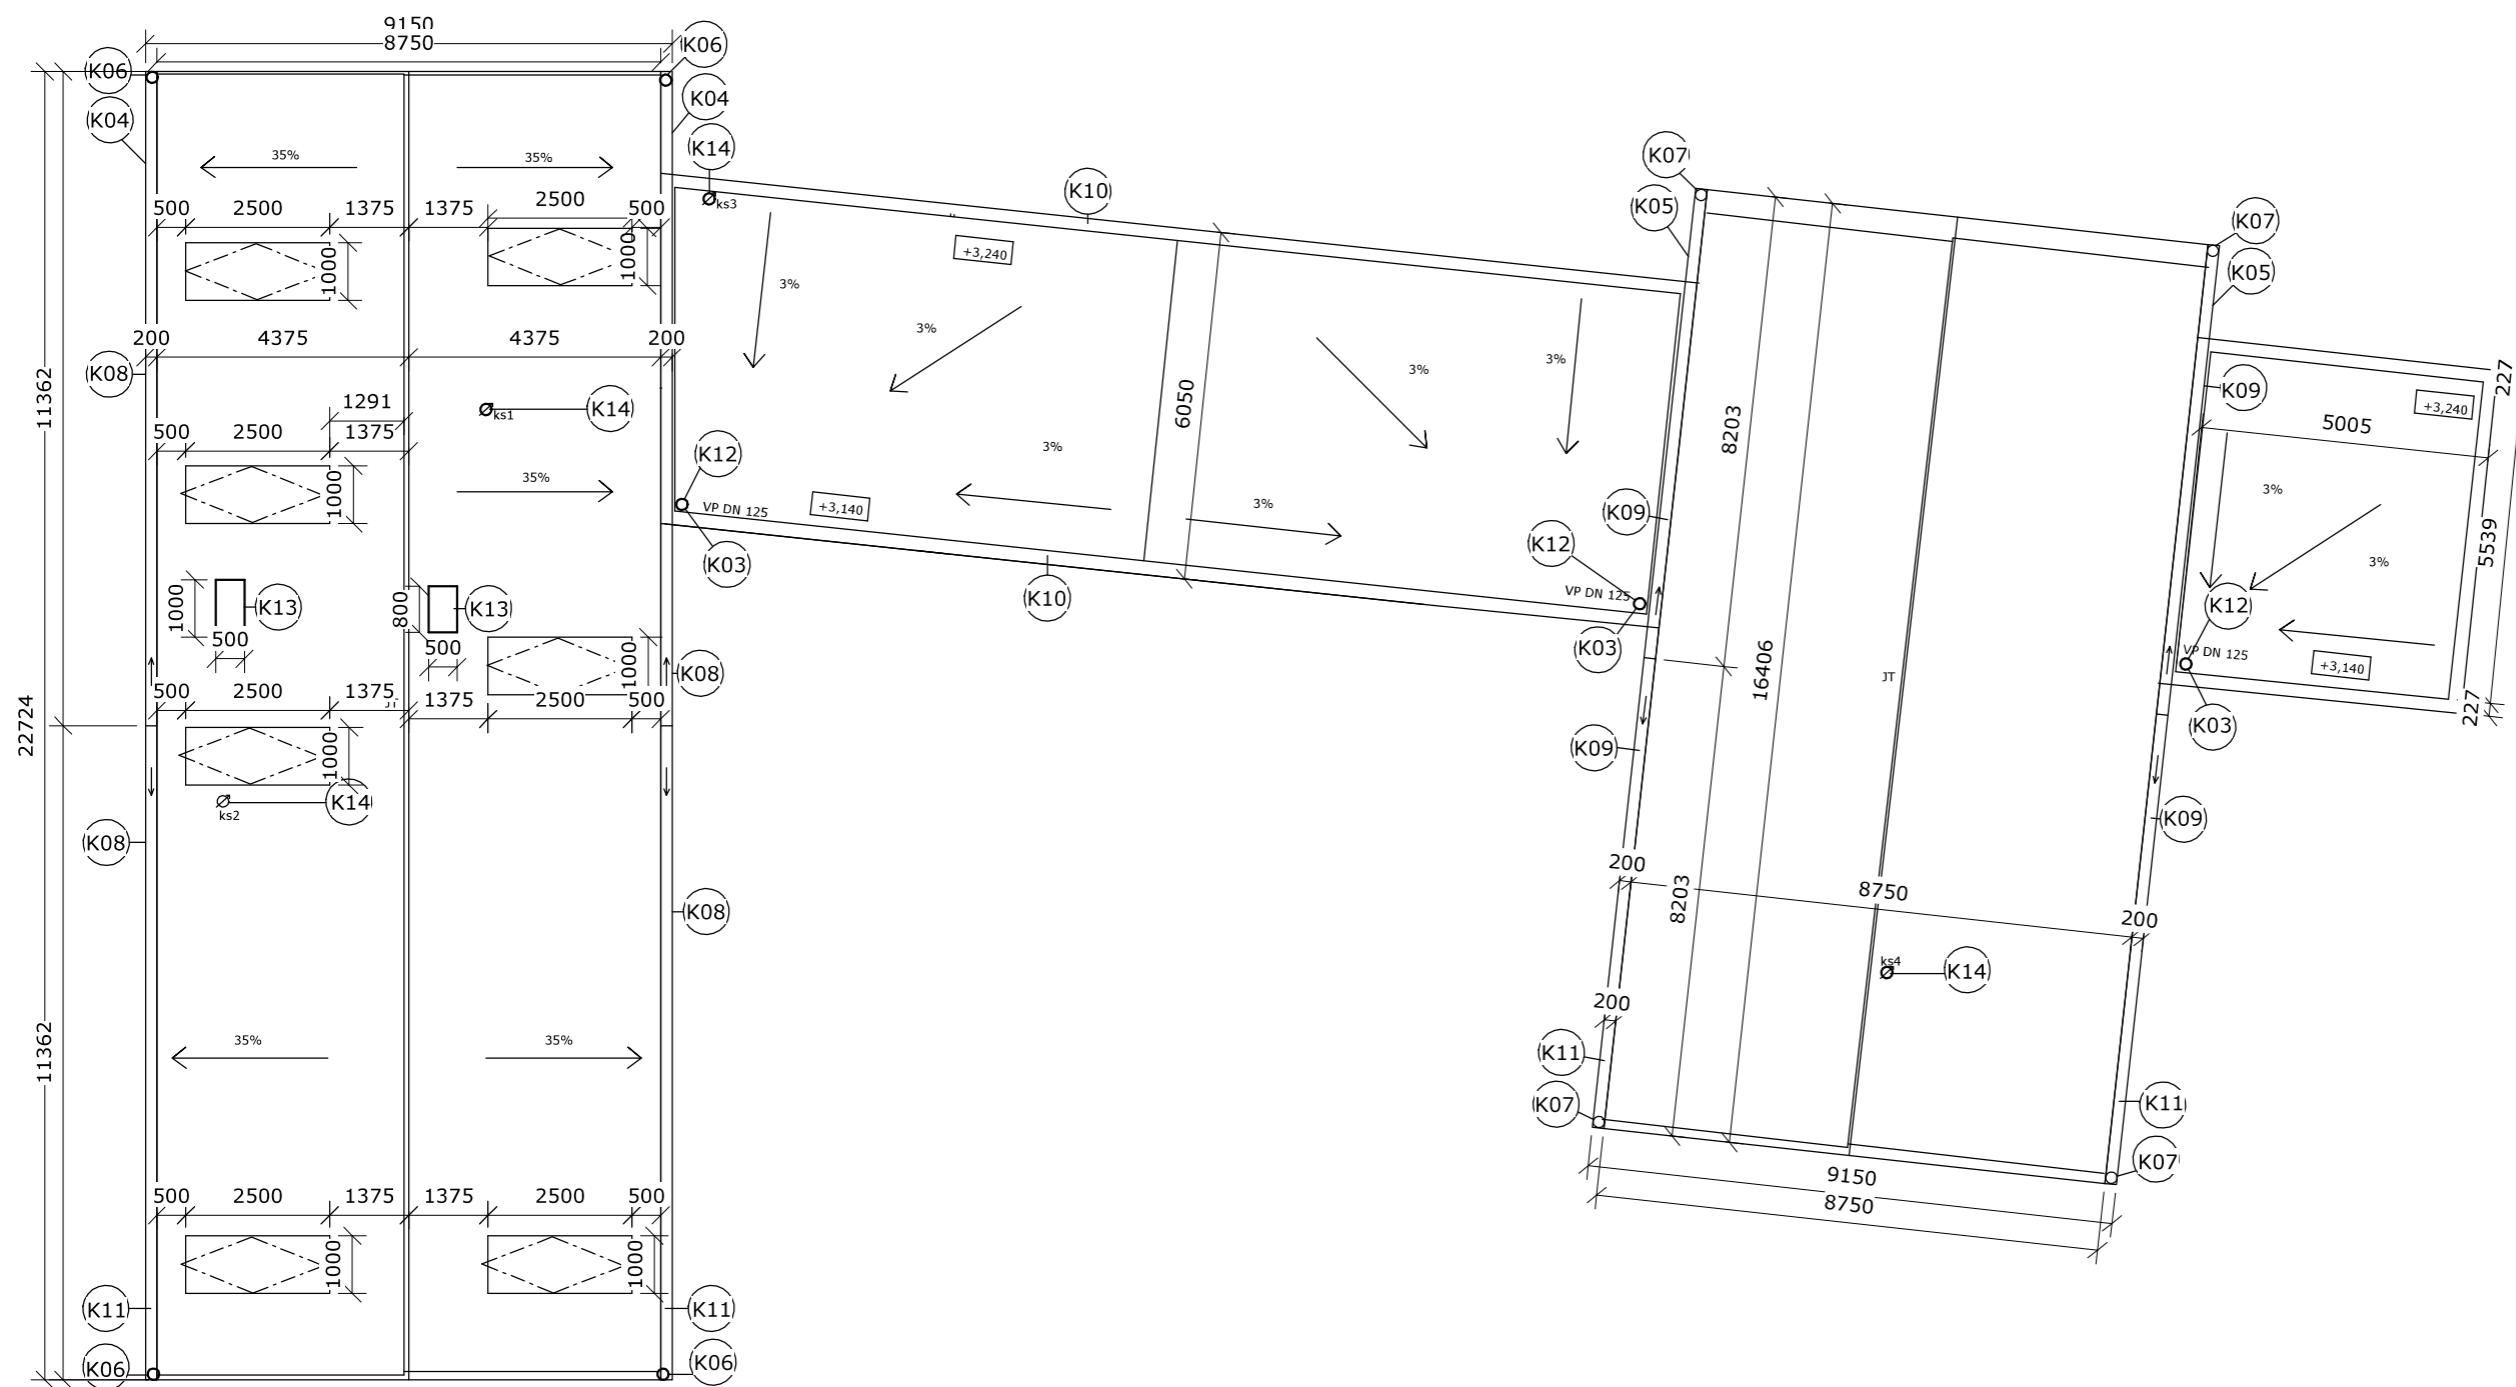 9150
8750
K06
K06
K04
K04
K14
ks3
35%
35%
500
2500
1375
1375
2500
500
1000
1000
200
4375
4375
200
K08
11362
1291
ks1
K14
500
2500
1375
1000
35%
K12
VP DN 125
K03
1000
K13
500
800
K13
500
1000
K08
500
2500
1375
JT
1375
2500
500
22724
1000
K14
ks2
K08
K08
11362
35%
35%
500
2500
1375
1375
2500
500
1000
1000
K11
K11
K06
K06
K10
+3,240
3%
3%
3%
3%
6050
3%
3%
+3,140
K10
K07
K05
K07
K05
8203
K09
K12
VP DN 125
K03
16406
JT
K09
200
8203
8750
200
ks4
K14
200
K11
K07
K11
K07
9150
8750
227
K09
+3,240
5005
3%
5539
3%
K12
VP DN 125
+3,140
K03
227
K09